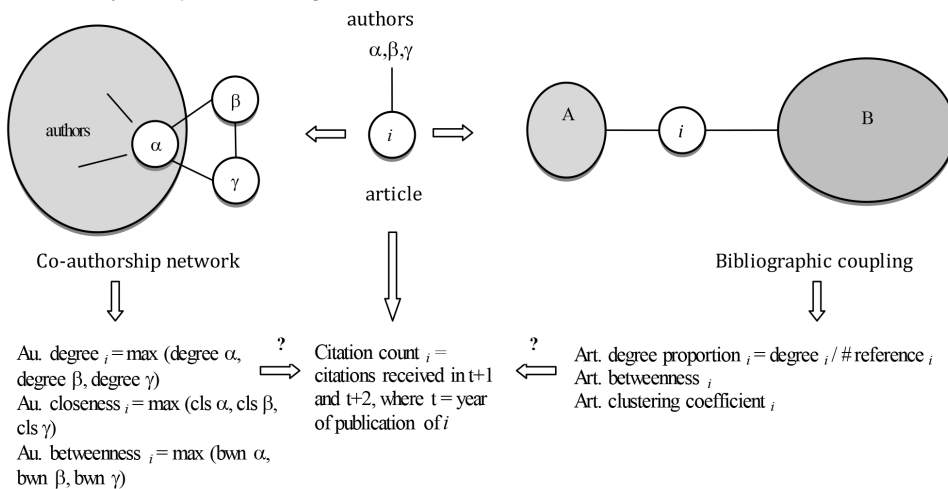 authors
α,β,γ
authors
α
β
γ
i
article
A
i
B
Co-authorship network
Bibliographic coupling
Au. degree i = max (degree α,
degree β, degree γ)
Au. closeness i = max (cls α, cls β,
cls γ)
Au. betweenness i = max (bwn α,
bwn β, bwn γ)
?
Citation count i =
citations received in t+1
and t+2, where t = year
of publication of i
?
Art. degree proportion i = degree i / # reference i
Art. betweenness i
Art. clustering coefficient i